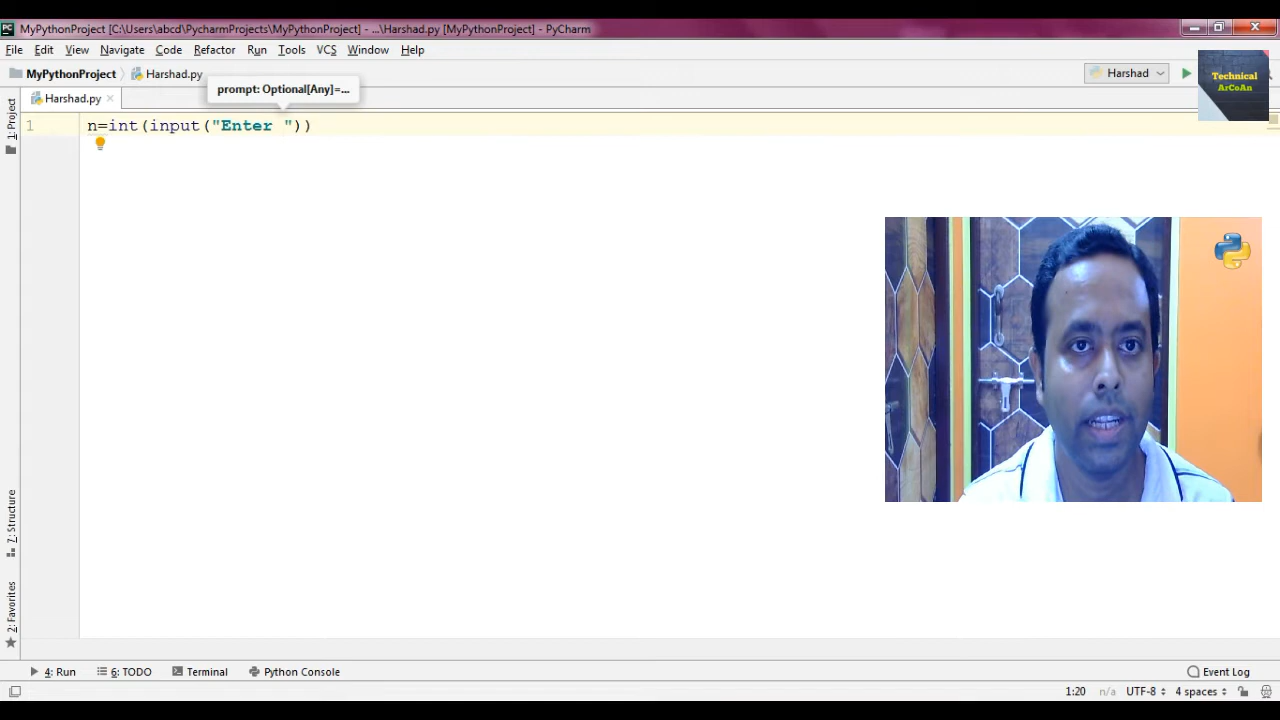 MyPythonProject [C:\Users\abcd\PycharmProjects\MyPythonProject] - ...\Harshad.py [MyPythonProject] - PyCharm
File Edit View Navigate Code Refactor Run Tools VCS Window Help
MyPythonProject Harshad.py
Harshad
Technical
ArCoAn
prompt: Optional[Any]=...
Harshad.py
1: Project
1 n=int(input("Enter "))
7: Structure
2: Favorites
4: Run 6: TODO Terminal Python Console Event Log
1:20 n/a UTF-8 4 spaces